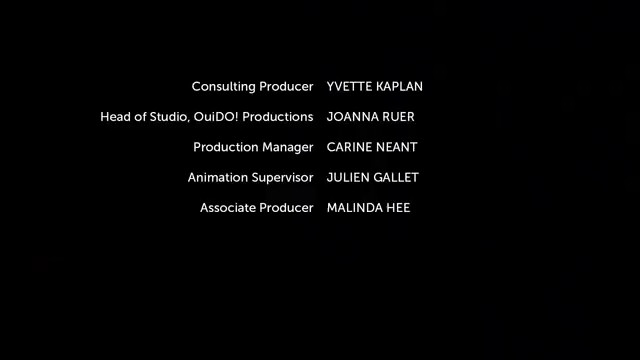 Consulting Producer YVETTE KAPLAN
Head of Studio, OuiDO! Productions JOANNA RUER
Production Manager CARINE NEANT
Animation Supervisor JULIEN GALLET
Associate Producer MALINDA HEE